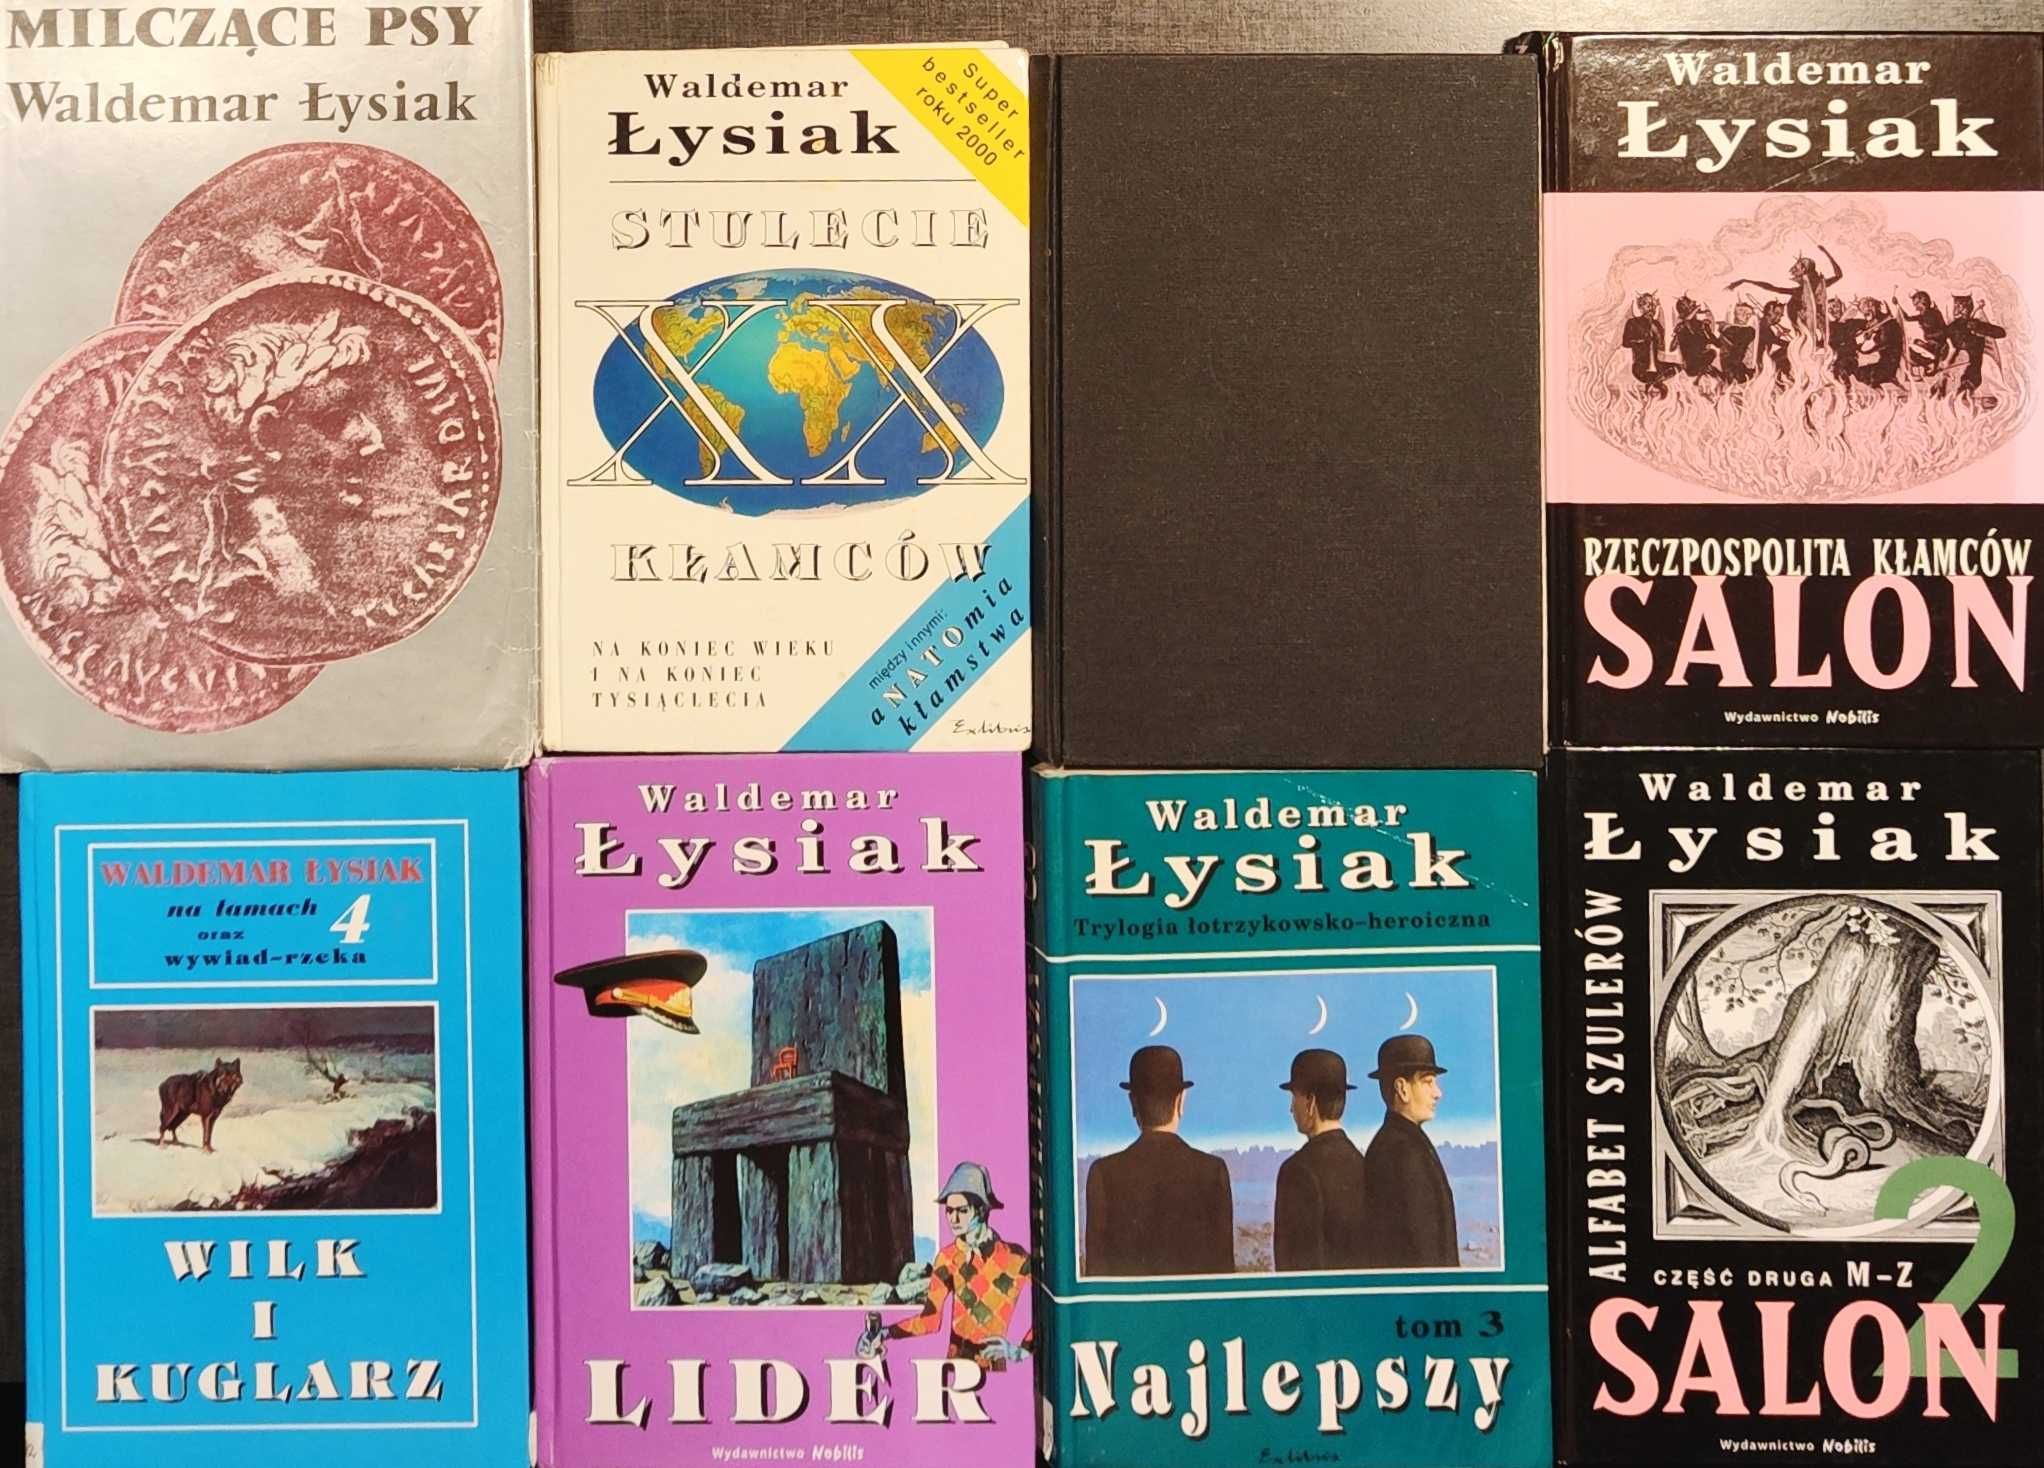 MILCZĄCE PSY
Waldemar Łysiak
Waldemar
Łysiak
Super
bestseller
roku 2000
STULECIE
XX
KŁAMCÓW
NA KONIEC WIEKU
I NA KONIEC
TYSIĄCLECIA
między innymi:
aNATOmia
kłamstwa
Exlibris
Waldemar
Łysiak
RZECZPOSPOLITA KŁAMCÓW
SALON
Wydawnictwo Nobilis
WALDEMAR ŁYSIAK
na łamach 4
oraz
wywiad-rzeka
WILK
I
KUGLARZ
Waldemar
Łysiak
LIDER
Wydawnictwo Nobilis
Waldemar
Łysiak
Trylogia łotrzykowsko-heroiczna
tom 3
Najlepszy
Exlibris
Waldemar
Łysiak
ALFABET SZULERÓW
CZĘŚĆ DRUGA M-Z
SALON 2
Wydawnictwo Nobilis